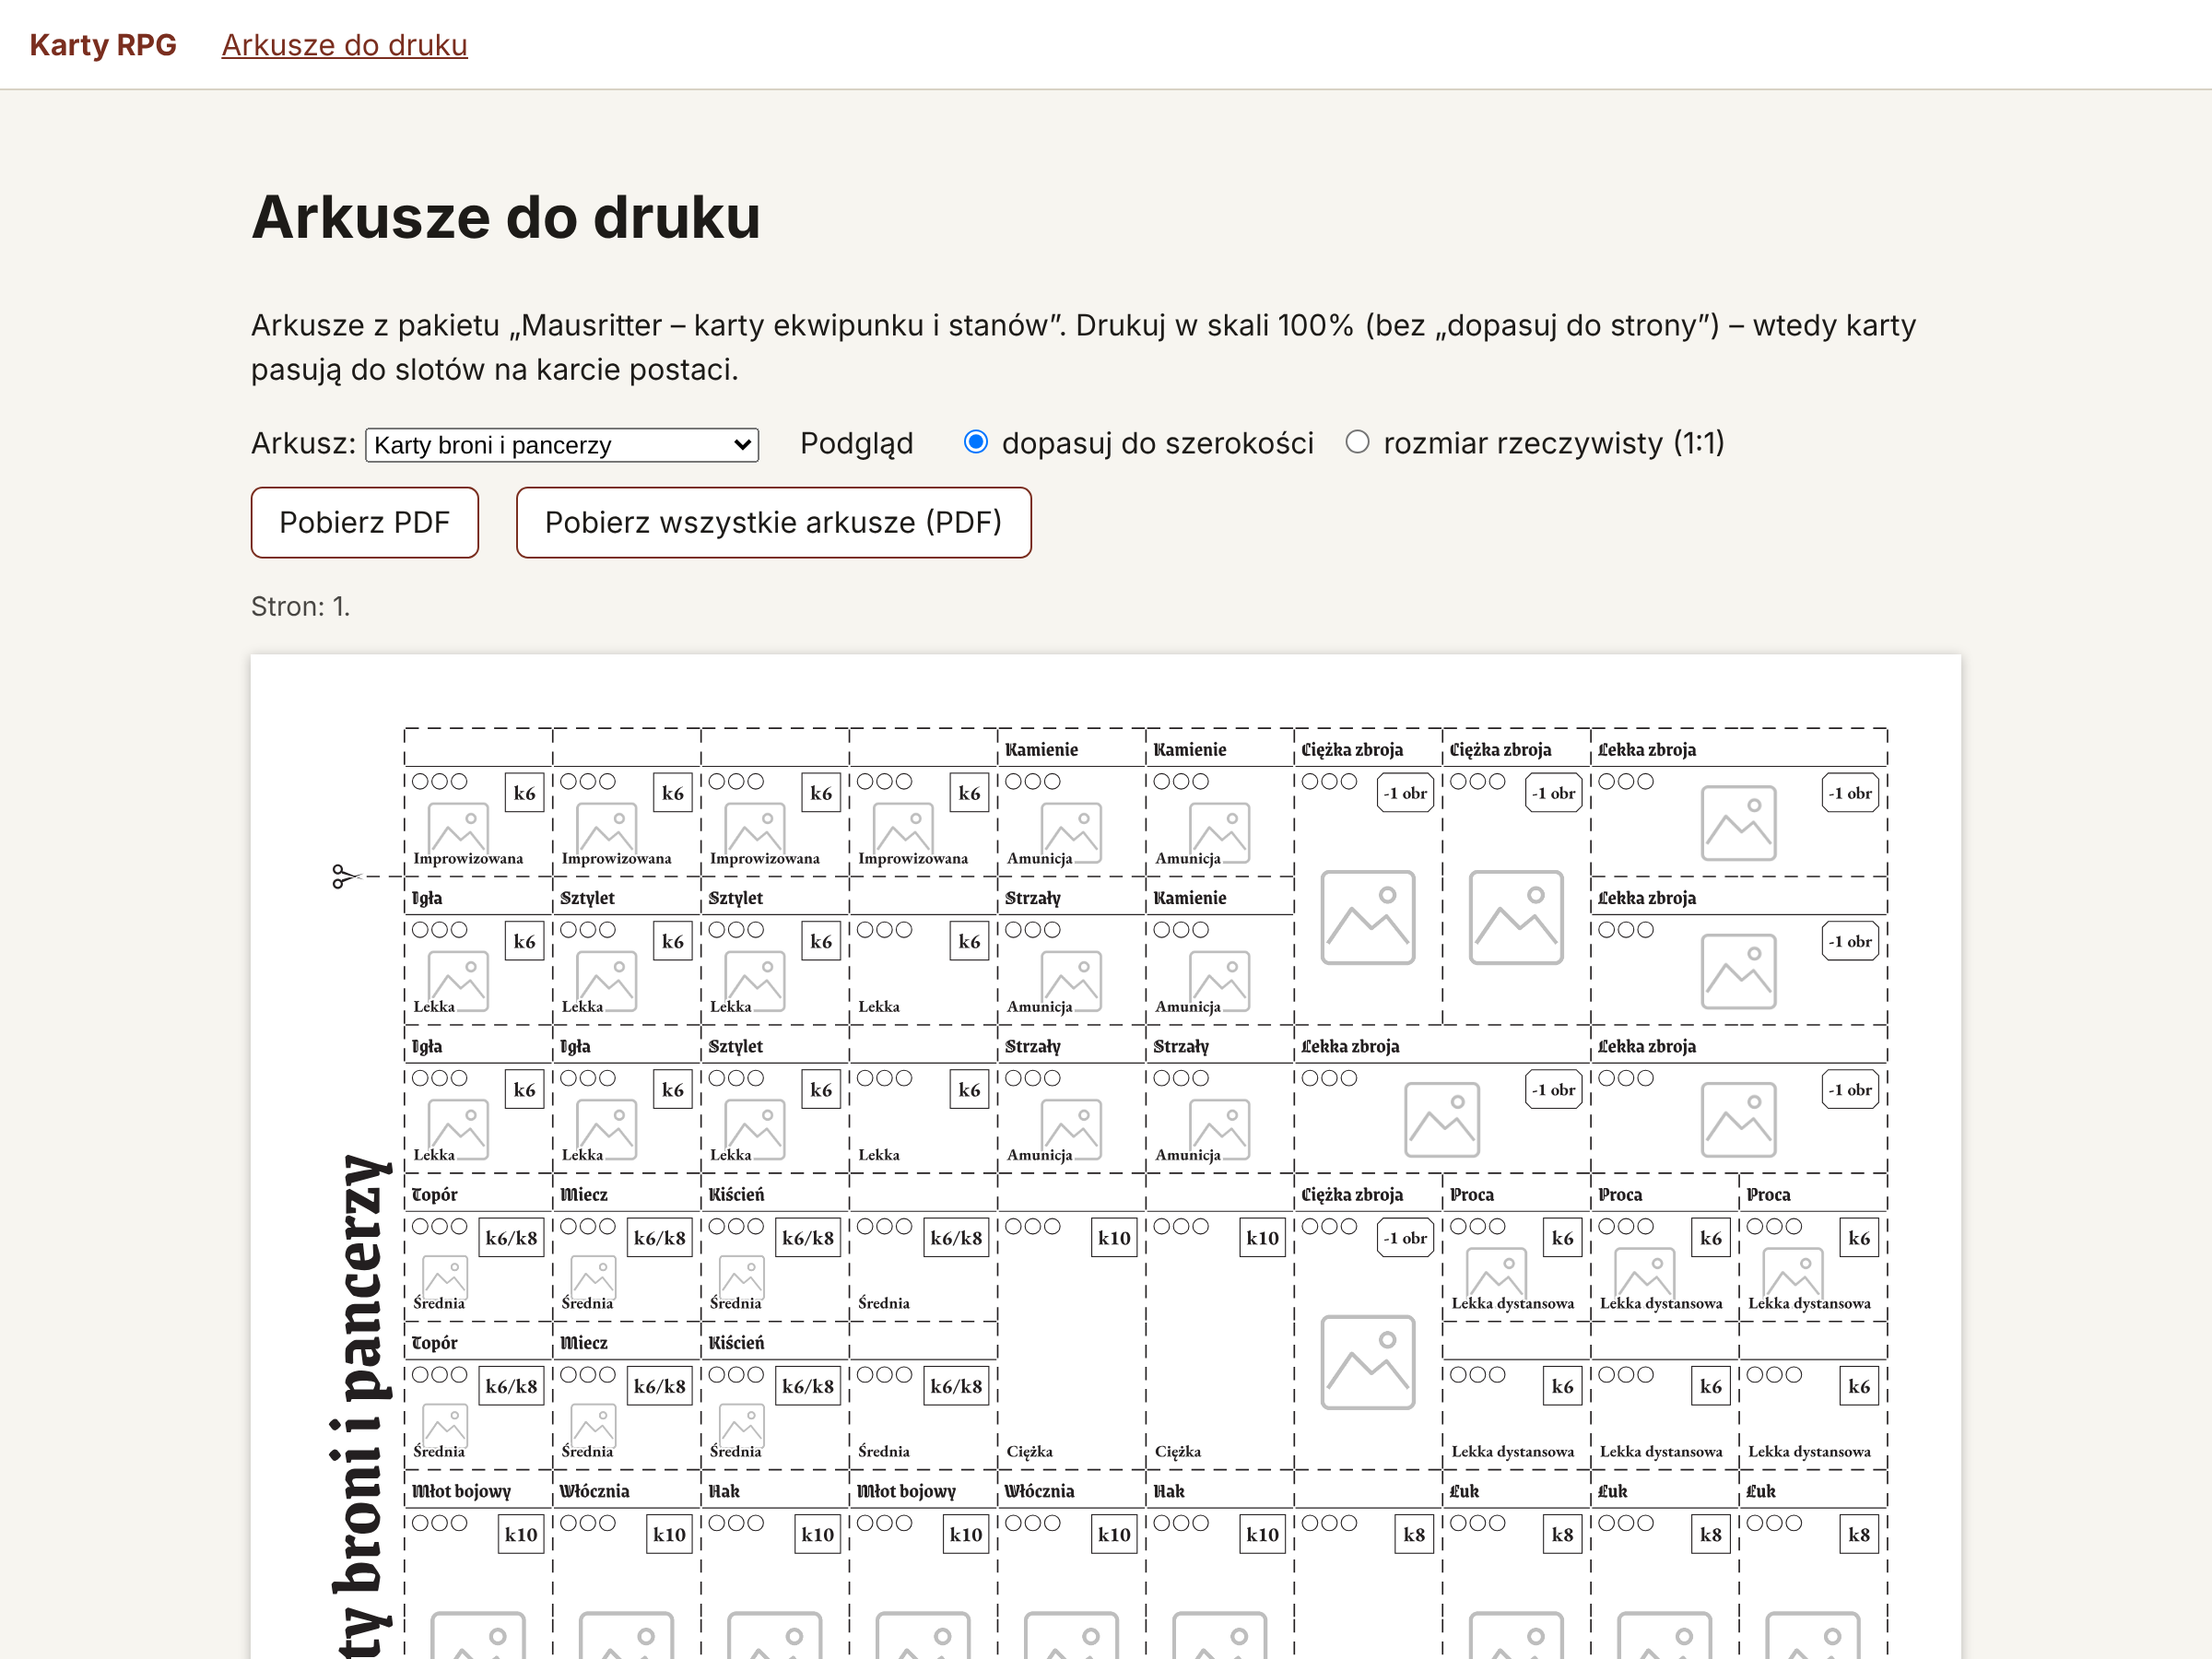 Karty RPG Arkusze do druku
Arkusze do druku
Arkusze z pakietu „Mausritter – karty ekwipunku i stanów”. Drukuj w skali 100% (bez „dopasuj do strony”) – wtedy karty
pasują do slotów na karcie postaci.
Arkusz: Karty broni i pancerzy Podgląd dopasuj do szerokości rozmiar rzeczywisty (1:1)
Pobierz PDF Pobierz wszystkie arkusze (PDF)
Stron: 1.
Kamienie Kamienie Ciężka zbroja Ciężka zbroja Lekka zbroja
k6 k6 k6 k6 -1 obr -1 obr -1 obr
Improwizowana Improwizowana Improwizowana Improwizowana Amunicja Amunicja
Igła Sztylet Sztylet Strzały Kamienie Lekka zbroja
k6 k6 k6 k6 -1 obr
Lekka Lekka Lekka Lekka Amunicja Amunicja
Igła Igła Sztylet Strzały Strzały Lekka zbroja Lekka zbroja
k6 k6 k6 k6 -1 obr -1 obr
Lekka Lekka Lekka Lekka Amunicja Amunicja
Topór Miecz Kiścień Ciężka zbroja Proca Proca Proca
k6/k8 k6/k8 k6/k8 k6/k8 k10 k10 -1 obr k6 k6 k6
Średnia Średnia Średnia Średnia Lekka dystansowa Lekka dystansowa Lekka dystansowa
Topór Miecz Kiścień
k6/k8 k6/k8 k6/k8 k6/k8 k6 k6 k6
Średnia Średnia Średnia Średnia Ciężka Ciężka Lekka dystansowa Lekka dystansowa Lekka dystansowa
Młot bojowy Włócznia Hak Młot bojowy Włócznia Hak Łuk Łuk Łuk
k10 k10 k10 k10 k10 k10 k8 k8 k8 k8
ty broni i pancerzy